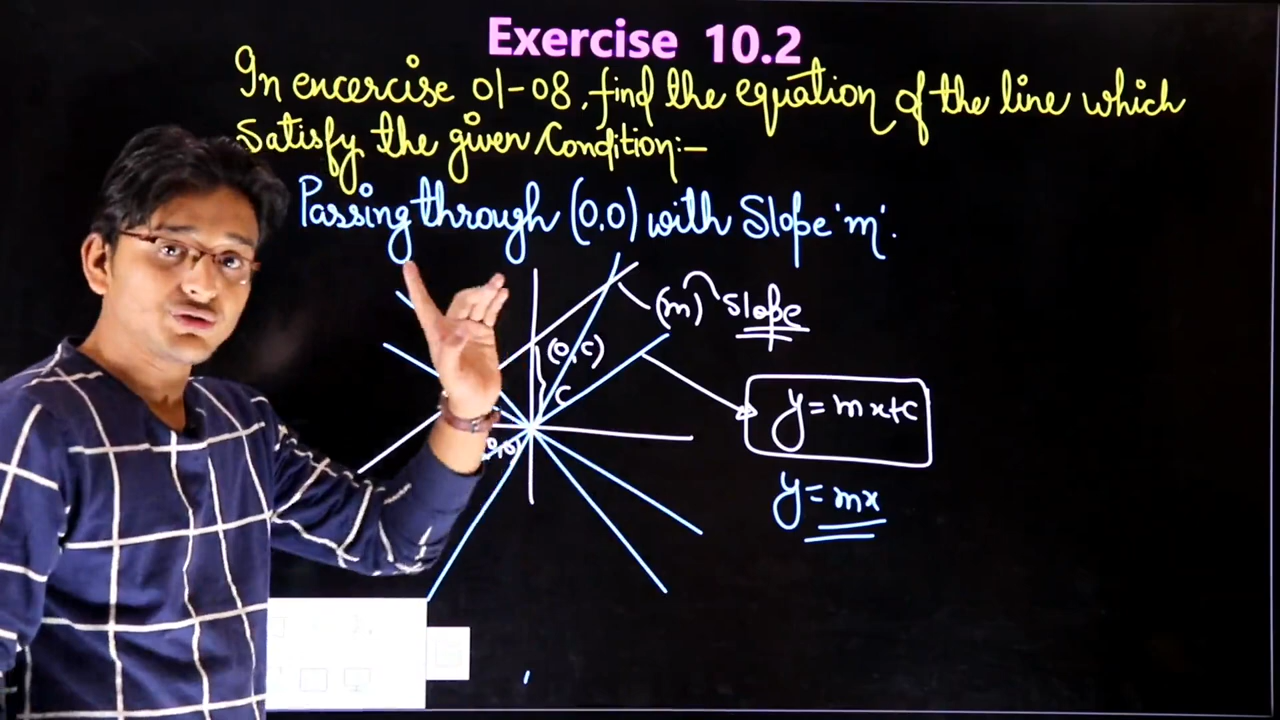 Exercise 10.2
In excercise 01-08, find the equation of the line which
Satisfy the given Condition:-
Passing through (0,0) with Slope 'm'.
(m) Slope
(0,c)
c
y = mx+c
y = mx